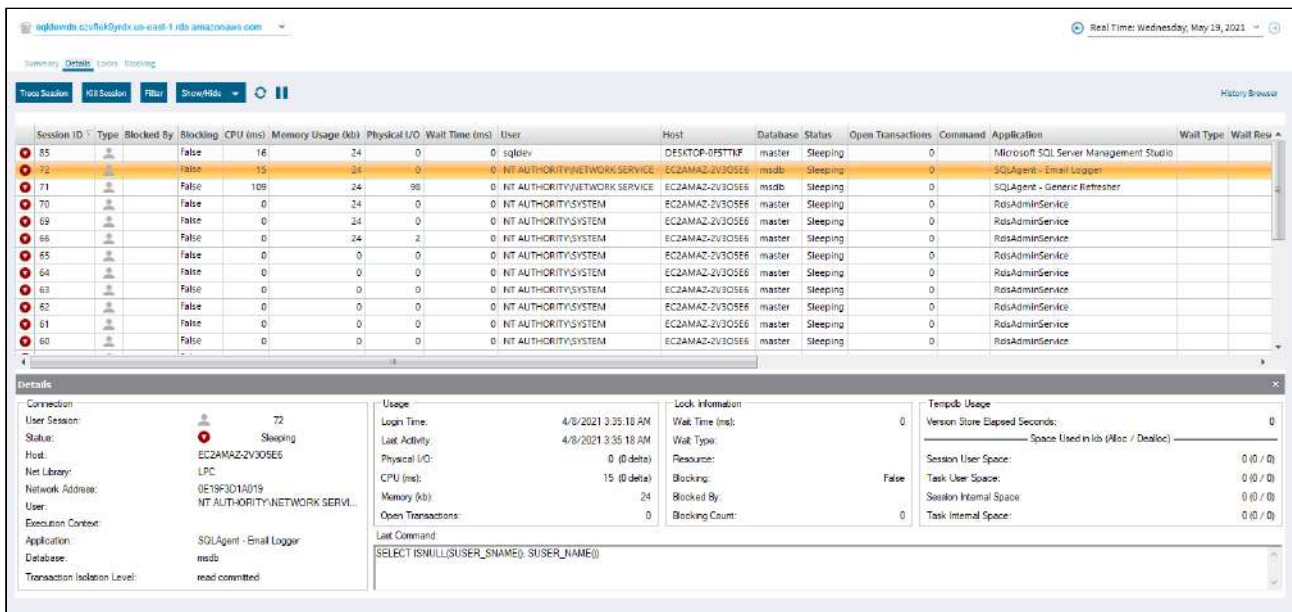 Real Time: Wednesday, May 19, 2021
Summary Details Locks Blocking
Trace Session Kill Session Filter Show/Hide History Browser
Session ID Type Blocked By Blocking CPU (ms) Memory Usage (kb) Physical I/O Wait Time (ms) User Host Database Status Open Transactions Command Application Wait Type
85 False 16 24 0 0 sqldev DESKTOP-0F5TTKF master Sleeping 0 Microsoft SQL Server Management Studio
72 False 15 24 0 0 NT AUTHORITY\NETWORK SERVICE EC2AMAZ-2V3O5E6 msdb Sleeping 0 SQLAgent - Email Logger
71 False 109 24 98 0 NT AUTHORITY\NETWORK SERVICE EC2AMAZ-2V3O5E6 msdb Sleeping 0 SQLAgent - Generic Refresher
70 False 0 24 0 0 NT AUTHORITY\SYSTEM EC2AMAZ-2V3O5E6 master Sleeping 0 RdsAdminService
69 False 0 24 0 0 NT AUTHORITY\SYSTEM EC2AMAZ-2V3O5E6 master Sleeping 0 RdsAdminService
66 False 0 24 2 0 NT AUTHORITY\SYSTEM EC2AMAZ-2V3O5E6 master Sleeping 0 RdsAdminService
65 False 0 0 0 0 NT AUTHORITY\SYSTEM EC2AMAZ-2V3O5E6 master Sleeping 0 RdsAdminService
64 False 0 0 0 0 NT AUTHORITY\SYSTEM EC2AMAZ-2V3O5E6 master Sleeping 0 RdsAdminService
63 False 0 0 0 0 NT AUTHORITY\SYSTEM EC2AMAZ-2V3O5E6 master Sleeping 0 RdsAdminService
62 False 0 0 0 0 NT AUTHORITY\SYSTEM EC2AMAZ-2V3O5E6 master Sleeping 0 RdsAdminService
61 False 0 0 0 0 NT AUTHORITY\SYSTEM EC2AMAZ-2V3O5E6 master Sleeping 0 RdsAdminService
60 False 0 0 0 0 NT AUTHORITY\SYSTEM EC2AMAZ-2V3O5E6 master Sleeping 0 RdsAdminService
Details
Connection
User Session: 72
Status: Sleeping
Host: EC2AMAZ-2V3O5E6
Net Library: LPC
Network Address: 0E19F3D1A019
User: NT AUTHORITY\NETWORK SERVI...
Execution Context:
Application: SQLAgent - Email Logger
Database: msdb
Transaction Isolation Level: read committed
Usage
Login Time: 4/8/2021 3:35:18 AM
Last Activity: 4/8/2021 3:35:18 AM
Physical I/O: 0 (0 delta)
CPU (ms): 15 (0 delta)
Memory (kb): 24
Open Transactions: 0
Lock Information
Wait Time (ms): 0
Wait Type:
Resource:
Blocking: False
Blocked By:
Blocking Count: 0
Tempdb Usage
Version Store Elapsed Seconds: 0
Space Used in kb (Alloc / Dealloc)
Session User Space: 0 (0 / 0)
Task User Space: 0 (0 / 0)
Session Internal Space: 0 (0 / 0)
Task Internal Space: 0 (0 / 0)
Last Command:
SELECT ISNULL(SUSER_SNAME(), SUSER_NAME())